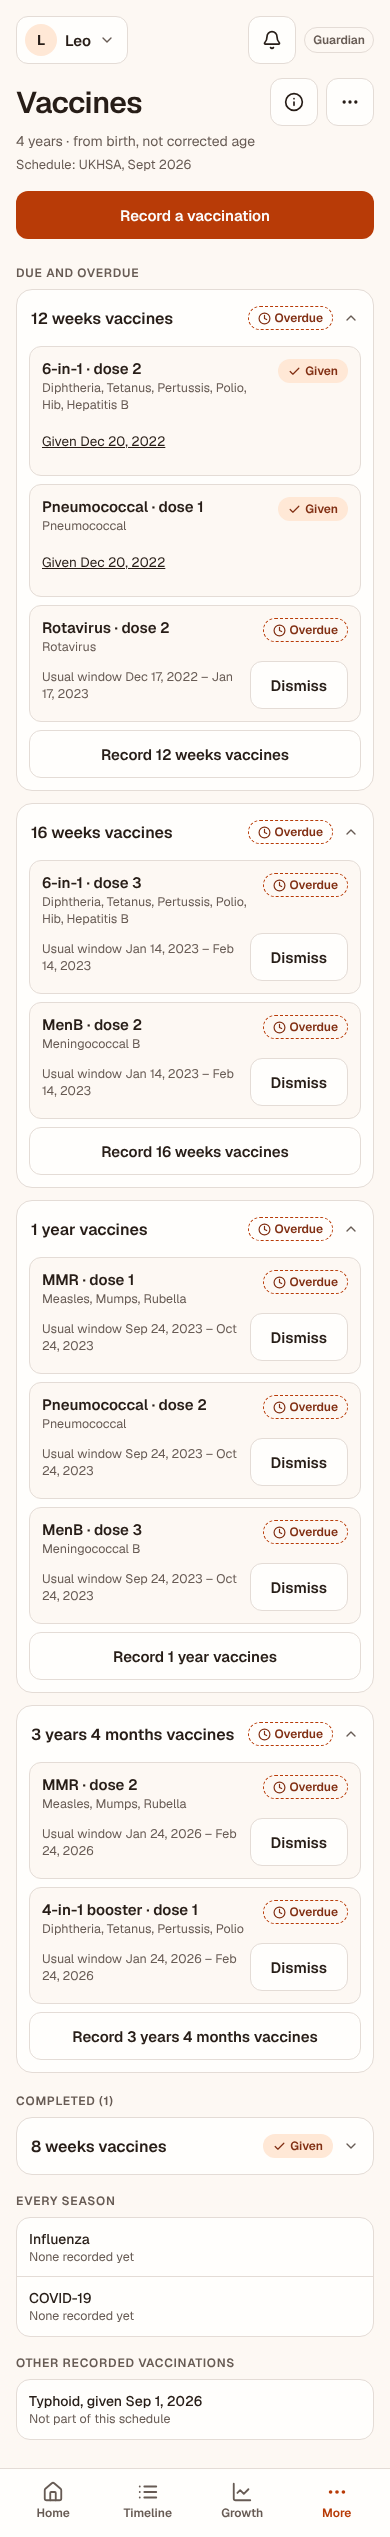 L Leo
Guardian
Vaccines
4 years · from birth, not corrected age
Schedule: UKHSA, Sept 2026
Record a vaccination
DUE AND OVERDUE
12 weeks vaccines
Overdue
6-in-1 · dose 2
Given
Diphtheria, Tetanus, Pertussis, Polio,
Hib, Hepatitis B
Given Dec 20, 2022
Pneumococcal · dose 1
Given
Pneumococcal
Given Dec 20, 2022
Rotavirus · dose 2
Overdue
Rotavirus
Usual window Dec 17, 2022 – Jan
17, 2023
Dismiss
Record 12 weeks vaccines
16 weeks vaccines
Overdue
6-in-1 · dose 3
Overdue
Diphtheria, Tetanus, Pertussis, Polio,
Hib, Hepatitis B
Usual window Jan 14, 2023 – Feb
14, 2023
Dismiss
MenB · dose 2
Overdue
Meningococcal B
Usual window Jan 14, 2023 – Feb
14, 2023
Dismiss
Record 16 weeks vaccines
1 year vaccines
Overdue
MMR · dose 1
Overdue
Measles, Mumps, Rubella
Usual window Sep 24, 2023 – Oct
24, 2023
Dismiss
Pneumococcal · dose 2
Overdue
Pneumococcal
Usual window Sep 24, 2023 – Oct
24, 2023
Dismiss
MenB · dose 3
Overdue
Meningococcal B
Usual window Sep 24, 2023 – Oct
24, 2023
Dismiss
Record 1 year vaccines
3 years 4 months vaccines
Overdue
MMR · dose 2
Overdue
Measles, Mumps, Rubella
Usual window Jan 24, 2026 – Feb
24, 2026
Dismiss
4-in-1 booster · dose 1
Overdue
Diphtheria, Tetanus, Pertussis, Polio
Usual window Jan 24, 2026 – Feb
24, 2026
Dismiss
Record 3 years 4 months vaccines
COMPLETED (1)
8 weeks vaccines
Given
EVERY SEASON
Influenza
None recorded yet
COVID-19
None recorded yet
OTHER RECORDED VACCINATIONS
Typhoid, given Sep 1, 2026
Not part of this schedule
Home
Timeline
Growth
More